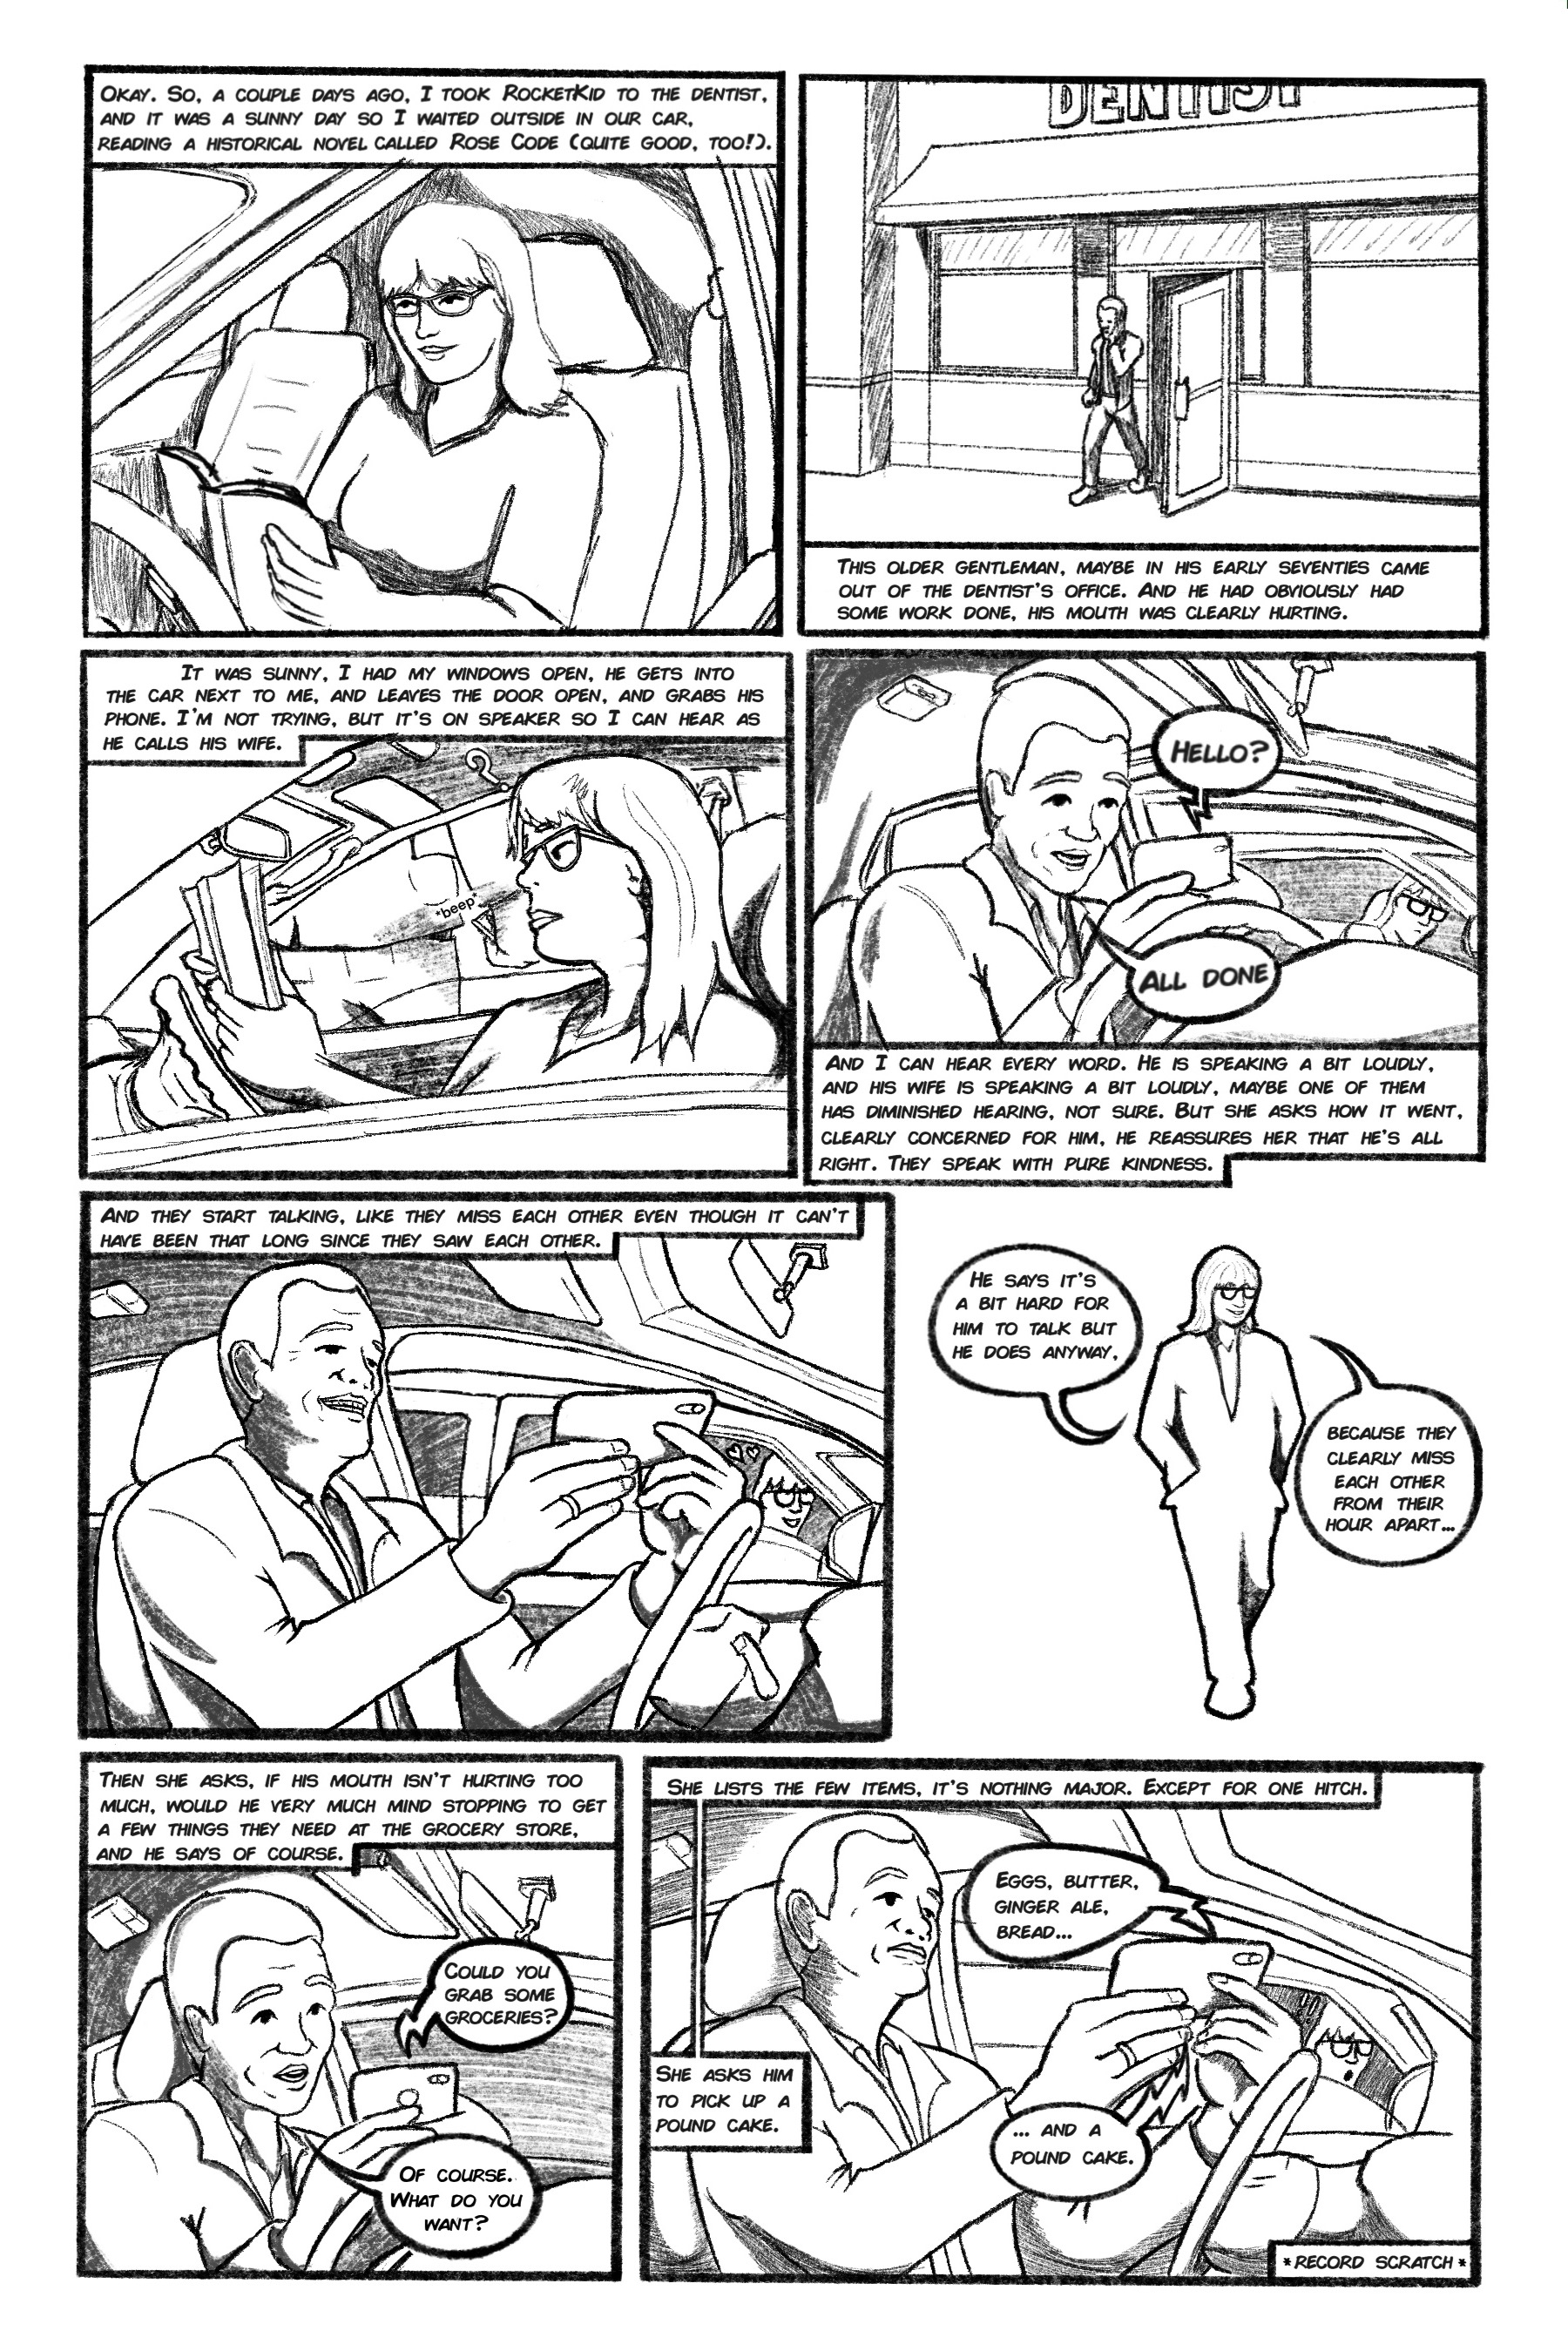 Okay. So, a couple days ago, I took RocketKid to the dentist,
and it was a sunny day so I waited outside in our car,
reading a historical novel called Rose Code (quite good, too!).
DENTIST
This older gentleman, maybe in his early seventies came
out of the dentist's office. And he had obviously had
some work done, his mouth was clearly hurting.
It was sunny, I had my windows open, he gets into
the car next to me, and leaves the door open, and grabs his
phone. I'm not trying, but it's on speaker so I can hear as
he calls his wife.
*beep*
Hello?
All done
And I can hear every word. He is speaking a bit loudly,
and his wife is speaking a bit loudly, maybe one of them
has diminished hearing, not sure. But she asks how it went,
clearly concerned for him, he reassures her that he's all
right. They speak with pure kindness.
And they start talking, like they miss each other even though it can't
have been that long since they saw each other.
He says it's
a bit hard for
him to talk but
he does anyway,
because they
clearly miss
each other
from their
hour apart...
Then she asks, if his mouth isn't hurting too
much, would he very much mind stopping to get
a few things they need at the grocery store,
and he says of course.
Could you
grab some
groceries?
Of course.
What do you
want?
She lists the few items, it's nothing major. Except for one hitch.
Eggs, butter,
ginger ale,
bread...
She asks him
to pick up a
pound cake.
... and a
pound cake.
*record scratch*